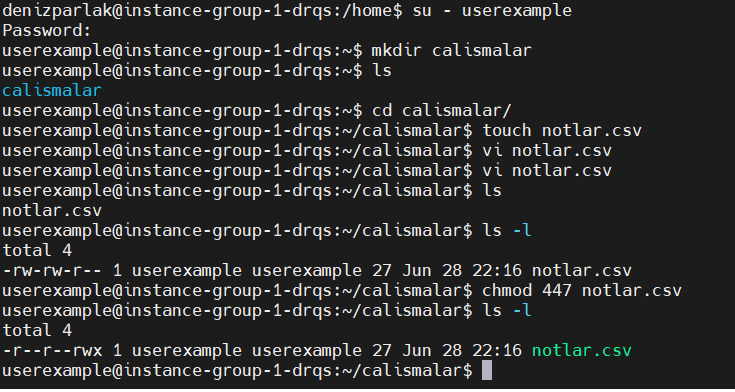 denizparlak@instance-group-1-drqs:/home$ su - userexample
Password:
userexample@instance-group-1-drqs:~$ mkdir calismalar
userexample@instance-group-1-drqs:~$ ls
calismalar
userexample@instance-group-1-drqs:~$ cd calismalar/
userexample@instance-group-1-drqs:~/calismalar$ touch notlar.csv
userexample@instance-group-1-drqs:~/calismalar$ vi notlar.csv
userexample@instance-group-1-drqs:~/calismalar$ vi notlar.csv
userexample@instance-group-1-drqs:~/calismalar$ ls
notlar.csv
userexample@instance-group-1-drqs:~/calismalar$ ls -l
total 4
-rw-rw-r-- 1 userexample userexample 27 Jun 28 22:16 notlar.csv
userexample@instance-group-1-drqs:~/calismalar$ chmod 447 notlar.csv
userexample@instance-group-1-drqs:~/calismalar$ ls -l
total 4
-r--r--rwx 1 userexample userexample 27 Jun 28 22:16 notlar.csv
userexample@instance-group-1-drqs:~/calismalar$